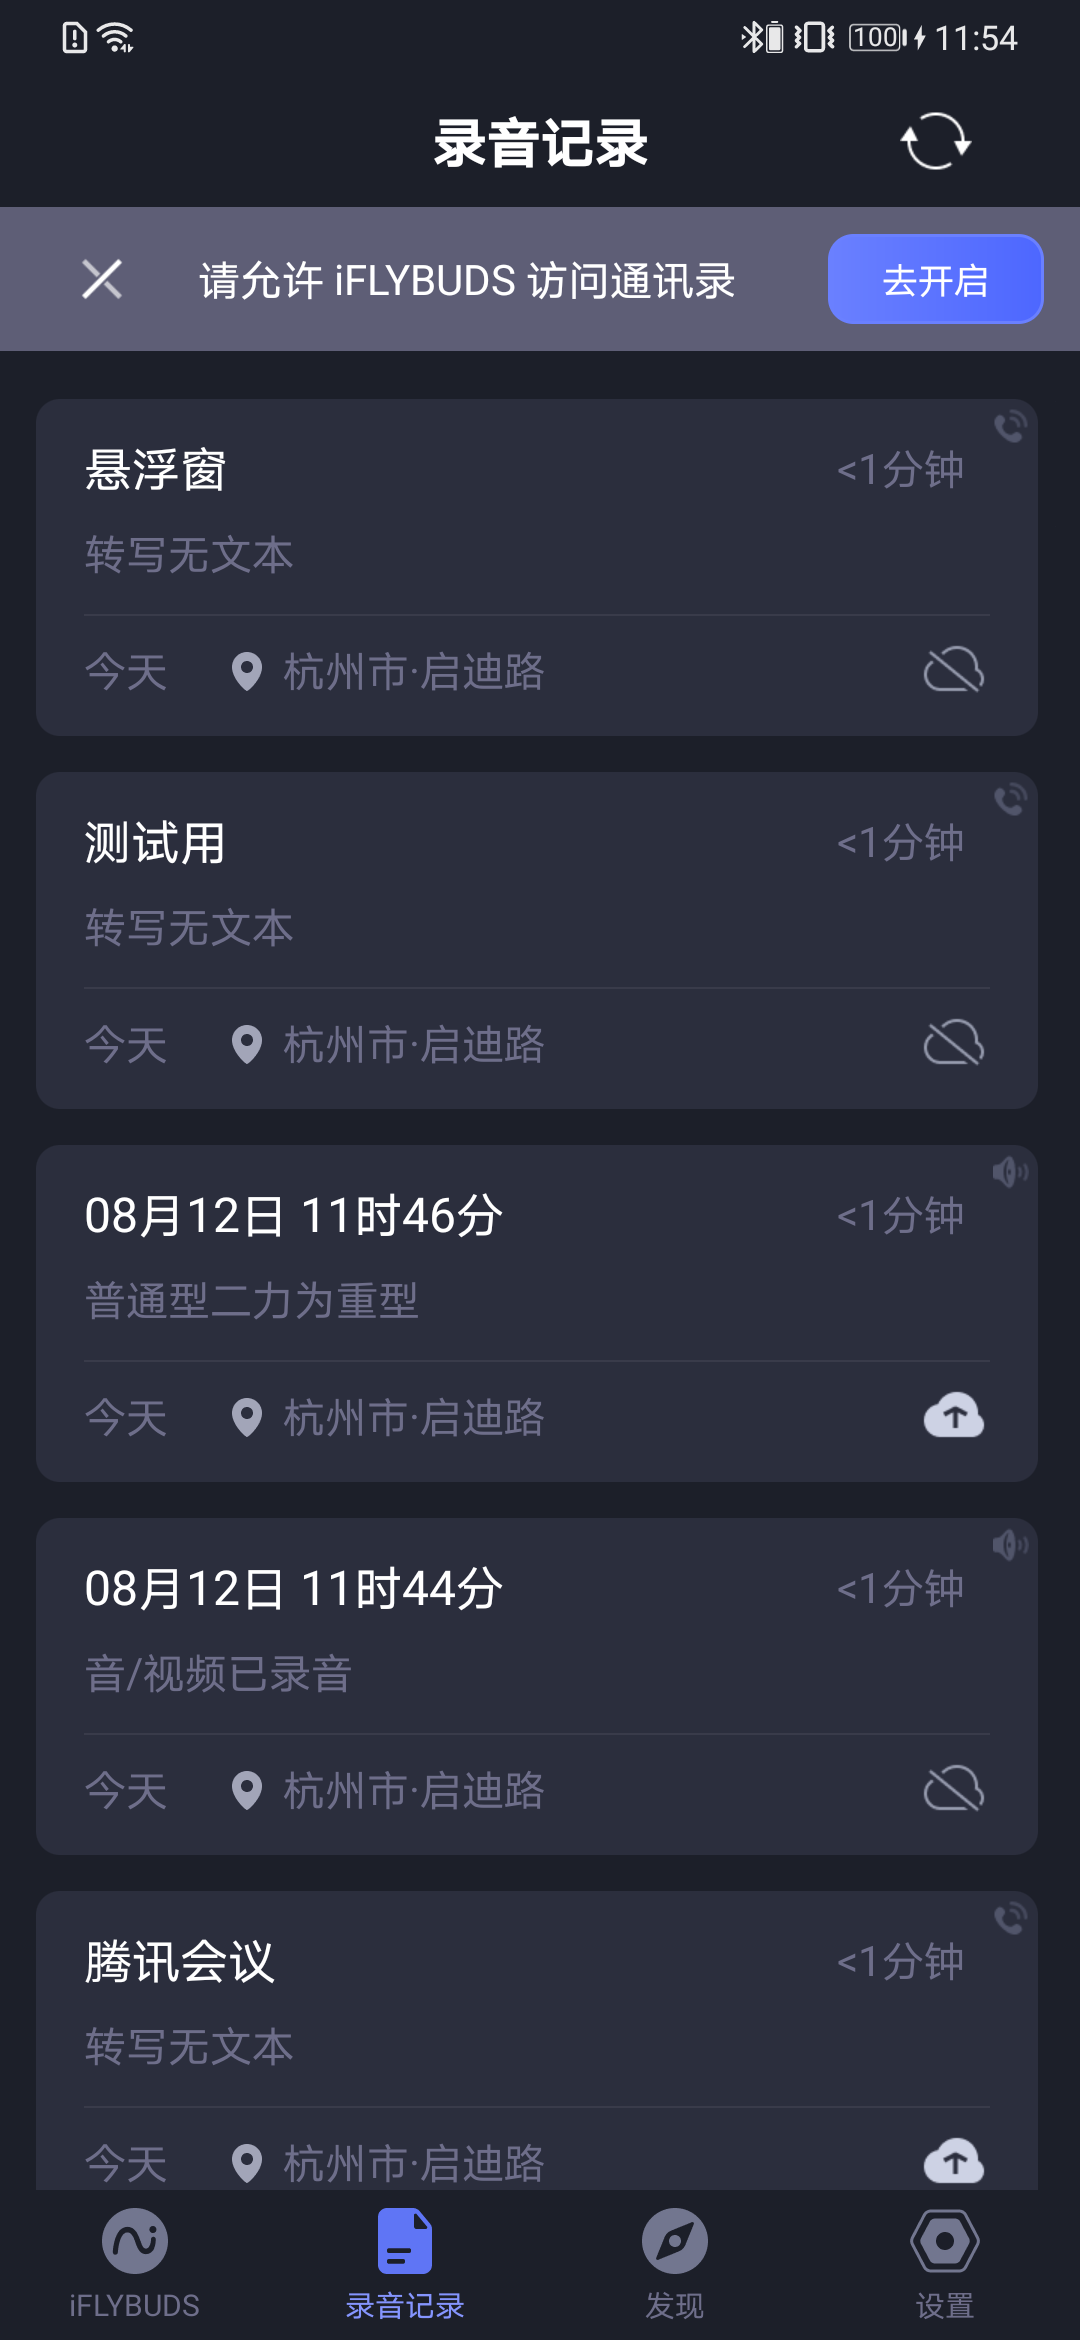 100 11:54
录音记录
请允许 iFLYBUDS 访问通讯录 去开启
悬浮窗 <1分钟
转写无文本
今天 杭州市·启迪路
测试用 <1分钟
转写无文本
今天 杭州市·启迪路
08月12日 11时46分 <1分钟
普通型二力为重型
今天 杭州市·启迪路
08月12日 11时44分 <1分钟
音/视频已录音
今天 杭州市·启迪路
腾讯会议 <1分钟
转写无文本
今天 杭州市·启迪路
iFLYBUDS 录音记录 发现 设置